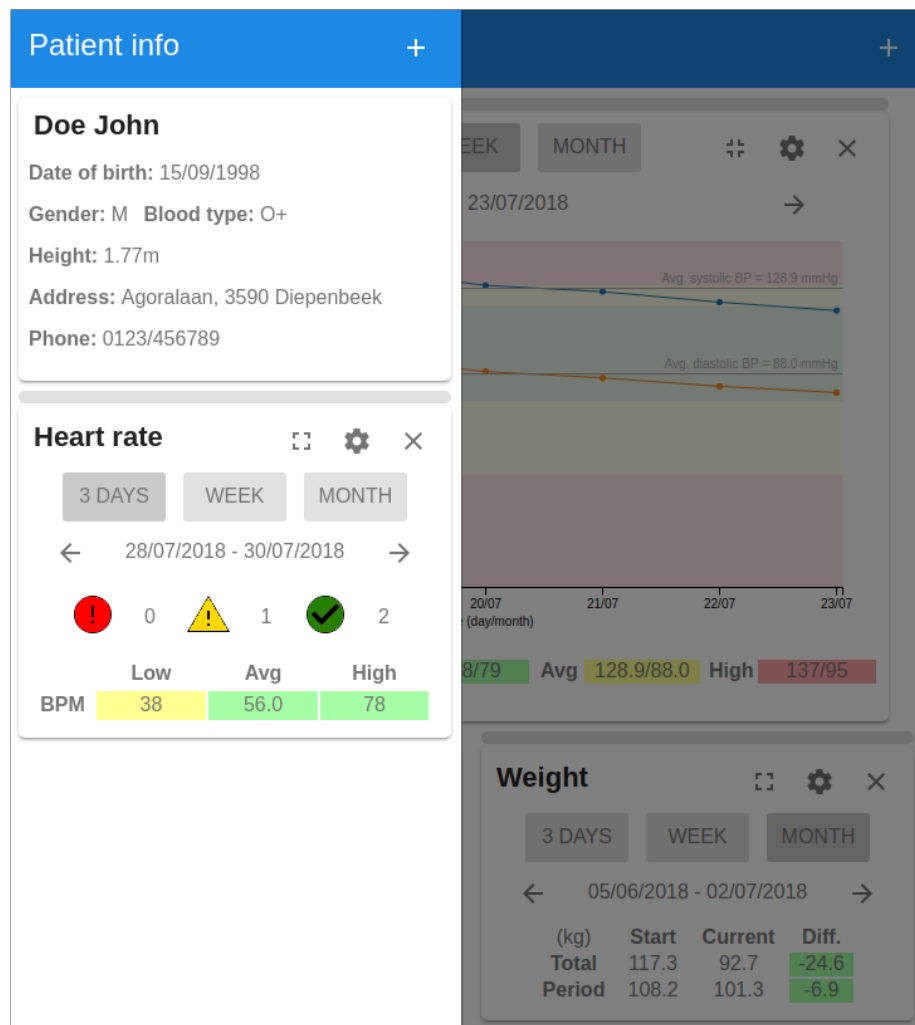 Patient info +
Doe John
Date of birth: 15/09/1998
Gender: M Blood type: O+
Height: 1.77m
Address: Agoralaan, 3590 Diepenbeek
Phone: 0123/456789
Heart rate
3 DAYS WEEK MONTH
28/07/2018 - 30/07/2018
! 0 ! 1 2
Low Avg High
BPM 38 56.0 78
+
EEK MONTH
23/07/2018
Avg. systolic BP = 128.9 mmHg
Avg. diastolic BP = 88.0 mmHg
20/07 21/07 22/07 23/07
(day/month)
/79 Avg 128.9/88.0 High 137/95
Weight
3 DAYS WEEK MONTH
05/06/2018 - 02/07/2018
(kg) Start Current Diff.
Total 117.3 92.7 -24.6
Period 108.2 101.3 -6.9